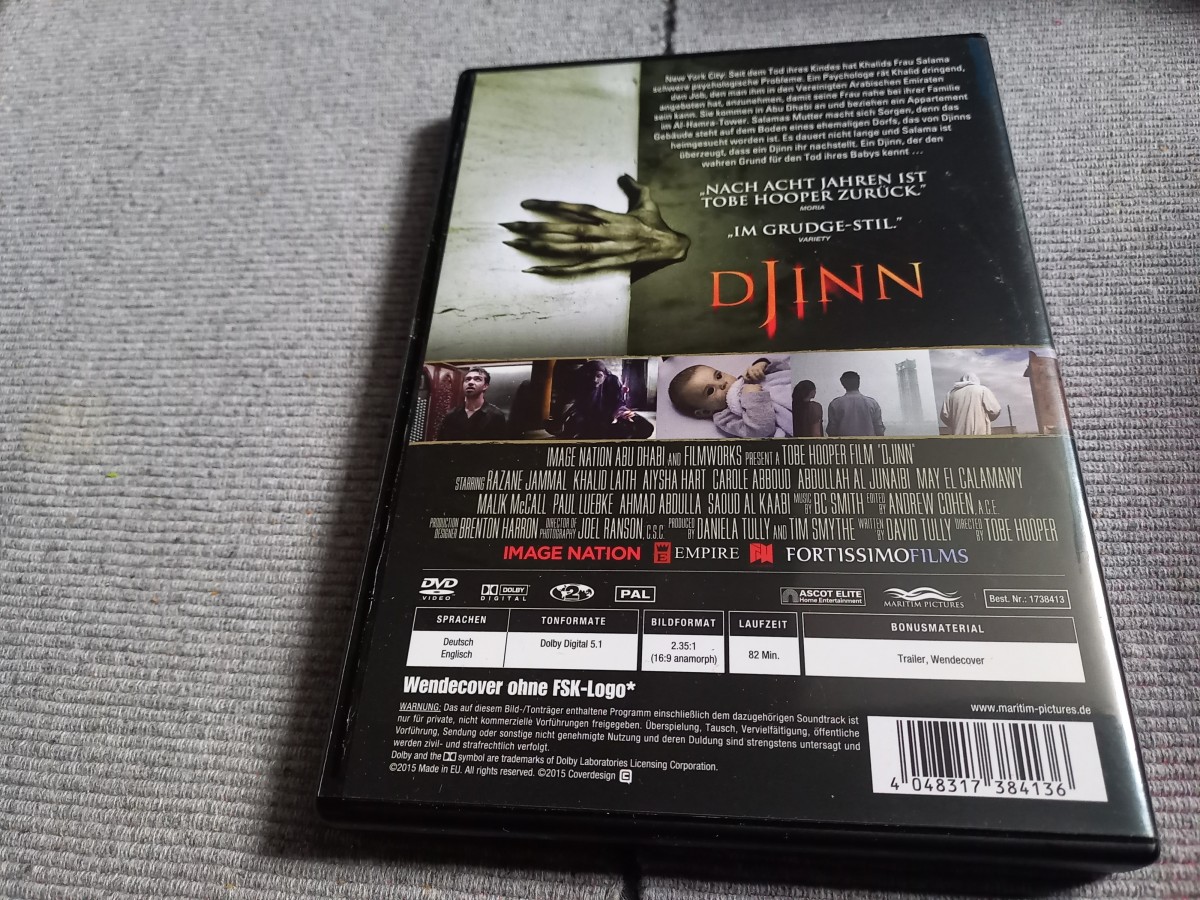 New York City: Seit dem Tod ihres Kindes hat Khalids Frau Salama
schwere psychologische Probleme. Ein Psychologe rät Khalid dringend,
den Job, den man ihm in den Vereinigten Arabischen Emiraten
angeboten hat, anzunehmen, damit seine Frau nahe bei ihrer Familie
sein kann. Sie kommen in Abu Dhabi an und beziehen ein Appartement
im Al-Hamra-Tower. Salamas Mutter macht sich Sorgen, denn das
Gebäude steht auf dem Boden eines ehemaligen Dorfs, das von Djinns
heimgesucht worden ist. Es dauert nicht lange und Salama ist
überzeugt, dass ein Djinn ihr nachstellt. Ein Djinn, der den
wahren Grund für den Tod ihres Babys kennt ...
„NACH ACHT JAHREN IST
TOBE HOOPER ZURÜCK.“
MORIA
„IM GRUDGE-STIL.“
VARIETY
DJINN
IMAGE NATION ABU DHABI AND FILMWORKS PRESENT A TOBE HOOPER FILM "DJINN"
STARRING RAZANE JAMMAL KHALID LAITH AIYSHA HART CAROLE ABBOUD ABDULLAH AL JUNAIBI MAY EL CALAMAWY
MALIK McCALL PAUL LUEBKE AHMAD ABDULLA SAOUD AL KAABI MUSIC BY BC SMITH EDITED BY ANDREW COHEN, A.C.E.
PRODUCTION DESIGNER BRENTON HARRON DIRECTOR OF PHOTOGRAPHY JOEL RANSON, C.S.C. PRODUCED BY DANIELA TULLY AND TIM SMYTHE WRITTEN BY DAVID TULLY DIRECTED BY TOBE HOOPER
IMAGE NATION E EMPIRE FW FORTISSIMOFILMS
DVD VIDEO DOLBY DIGITAL 2 PAL ASCOT ELITE Home Entertainment MARITIM PICTURES Best. Nr.: 1738413
SPRACHEN TONFORMATE BILDFORMAT LAUFZEIT BONUSMATERIAL
Deutsch
Englisch
Dolby Digital 5.1
2.35:1
(16:9 anamorph)
82 Min.
Trailer, Wendecover
Wendecover ohne FSK-Logo*
www.maritim-pictures.de
WARNUNG: Das auf diesem Bild-/Tonträger enthaltene Programm einschließlich dem dazugehörigen Soundtrack ist
nur für private, nicht kommerzielle Vorführungen freigegeben. Überspielung, Tausch, Vervielfältigung, öffentliche
Vorführung, Sendung oder sonstige nicht genehmigte Nutzung und deren Duldung sind strengstens untersagt und
werden zivil- und strafrechtlich verfolgt.
Dolby and the DD symbol are trademarks of Dolby Laboratories Licensing Corporation.
©2015 Made in EU. All rights reserved. ©2015 Coverdesign
4 048317 384136